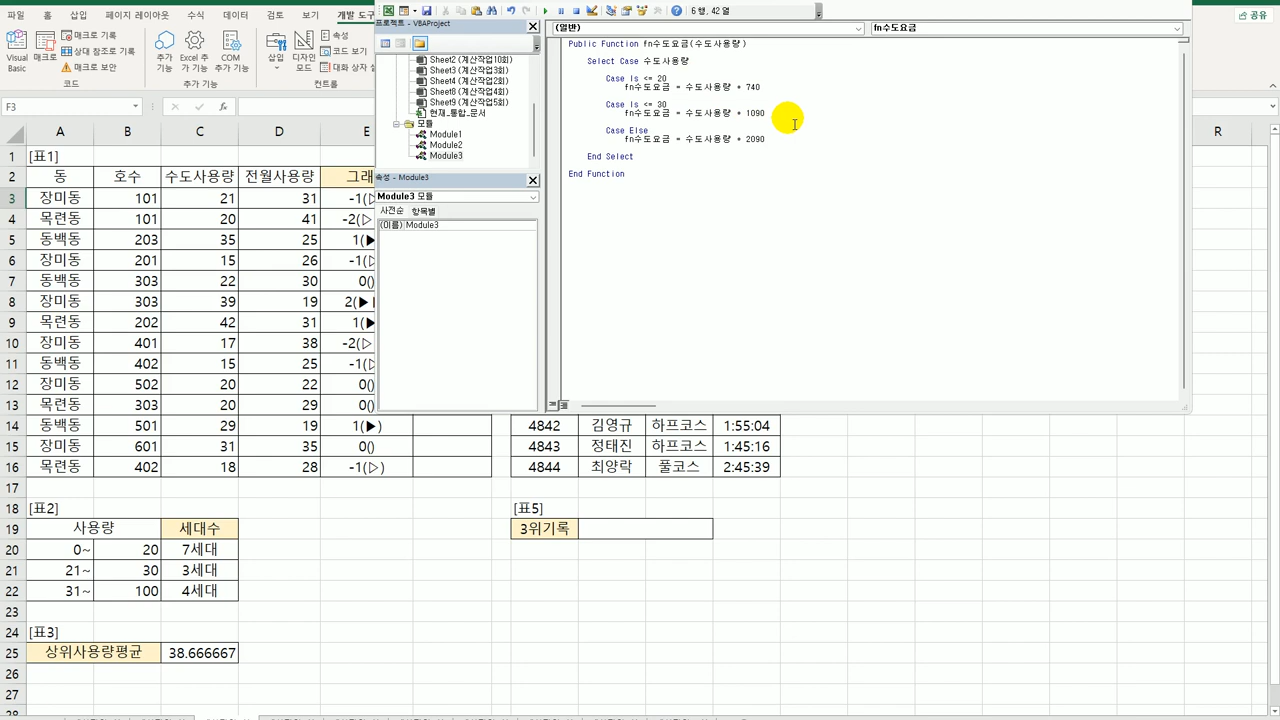 파일 홈 삽입 페이지 레이아웃 수식 데이터 검토 보기 개발 도구
6 행, 42 열
공유
매크로 기록
상대 참조로 기록
매크로 보안
Visual Basic 매크로 추가 기능 Excel 추가 기능 COM 추가 기능 삽입 디자인 모드
속성
코드 보기
대화 상자 실
코드 추가 기능 컨트롤
프로젝트 - VBAProject
Sheet2 (계산작업10회)
Sheet3 (계산작업3회)
Sheet4 (계산작업2회)
Sheet8 (계산작업4회)
Sheet9 (계산작업5회)
현재_통합_문서
모듈
Module1
Module2
Module3
속성 - Module3
Module3 모듈
사전순 항목별
(이름) Module3
(일반) fn수도요금
Public Function fn수도요금(수도사용량)
Select Case 수도사용량
Case Is <= 20
fn수도요금 = 수도사용량 * 740
Case Is <= 30
fn수도요금 = 수도사용량 * 1090
Case Else
fn수도요금 = 수도사용량 * 2090
End Select
End Function
F3 fx
A B C D E R
1 [표1]
2 동 호수 수도사용량 전월사용량 그래
3 장미동 101 21 31 -1(▷
4 목련동 101 20 41 -2(▷
5 동백동 203 35 25 1(▶
6 장미동 201 15 26 -1(▷
7 동백동 303 22 30 0()
8 장미동 303 39 19 2(▶
9 목련동 202 42 31 1(▶
10 장미동 401 17 38 -2(▷
11 동백동 402 15 25 -1(▷
12 장미동 502 20 22 0()
13 목련동 303 20 29 0()
14 동백동 501 29 19 1(▶) 4842 김영규 하프코스 1:55:04
15 장미동 601 31 35 0() 4843 정태진 하프코스 1:45:16
16 목련동 402 18 28 -1(▷) 4844 최양락 풀코스 2:45:39
17
18 [표2] [표5]
19 사용량 세대수 3위기록
20 0~ 20 7세대
21 21~ 30 3세대
22 31~ 100 4세대
23
24 [표3]
25 상위사용량평균 38.666667
26
27
28